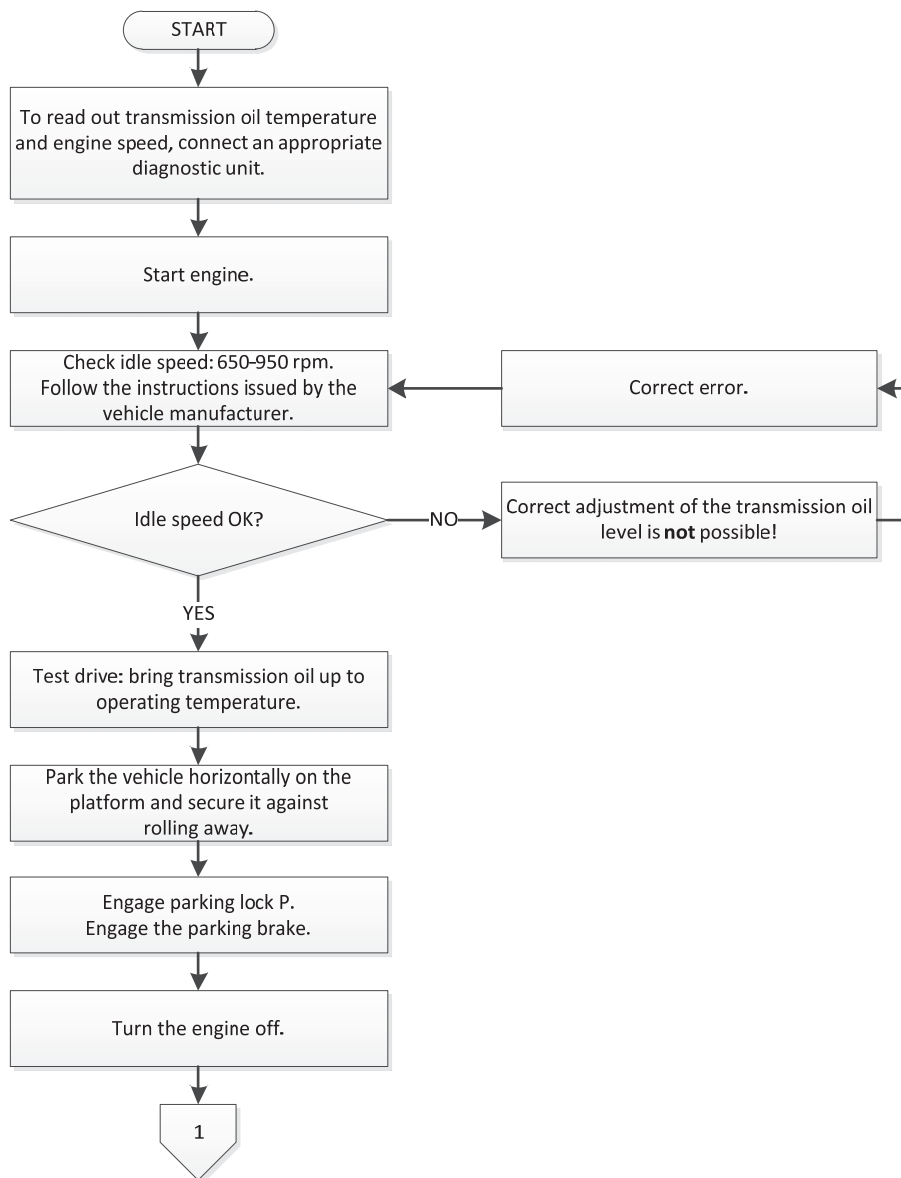 START
To read out transmission oil temperature
and engine speed, connect an appropriate
diagnostic unit.
Start engine.
Check idle speed: 650-950 rpm.
Follow the instructions issued by the
vehicle manufacturer.
Correct error.
Idle speed OK?
NO
Correct adjustment of the transmission oil
level is not possible!
YES
Test drive: bring transmission oil up to
operating temperature.
Park the vehicle horizontally on the
platform and secure it against
rolling away.
Engage parking lock P.
Engage the parking brake.
Turn the engine off.
1